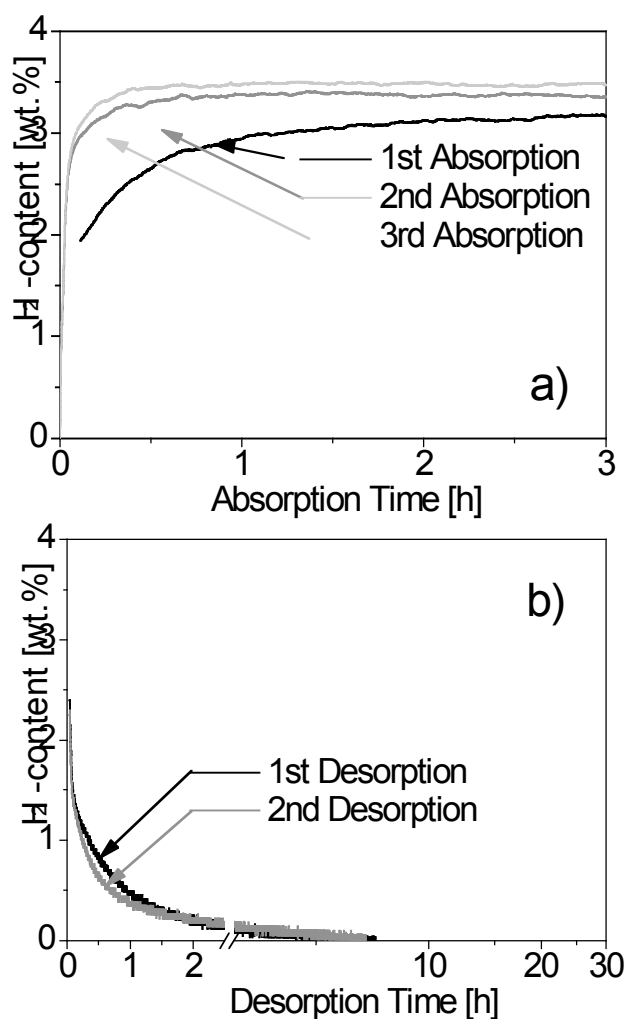 4
3
2
1
0
H2 -content [wt.%]
1st Absorption
2nd Absorption
3rd Absorption
a)
0 1 2 3
Absorption Time [h]
4
3
2
1
0
H2 -content [wt.%]
b)
1st Desorption
2nd Desorption
0 1 2 10 20 30
Desorption Time [h]